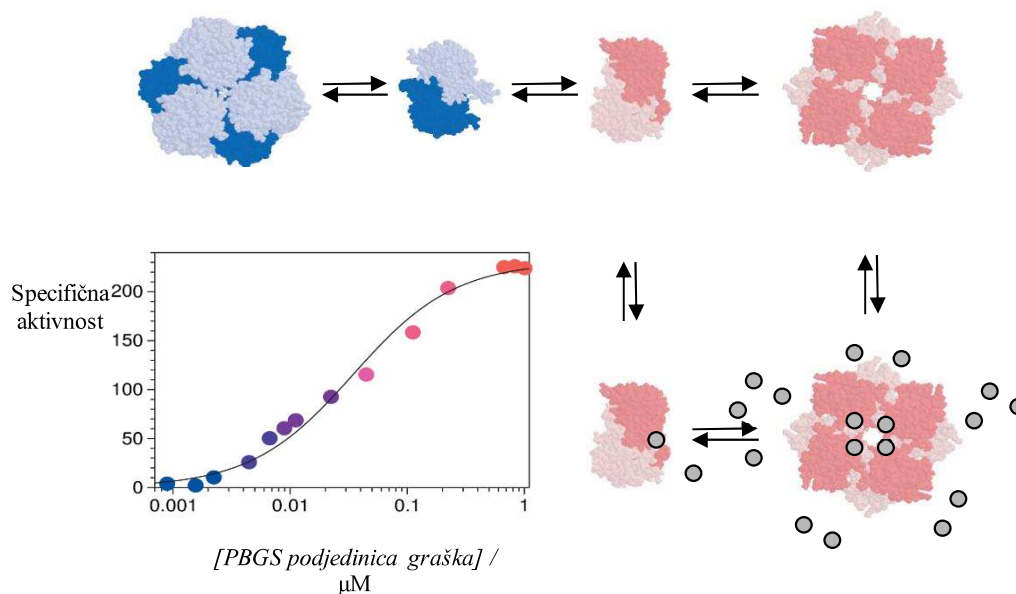 Specifična
aktivnost
200
150
100
50
0
0.001
0.01
0.1
1
[PBGS podjedinica graška] /
μM